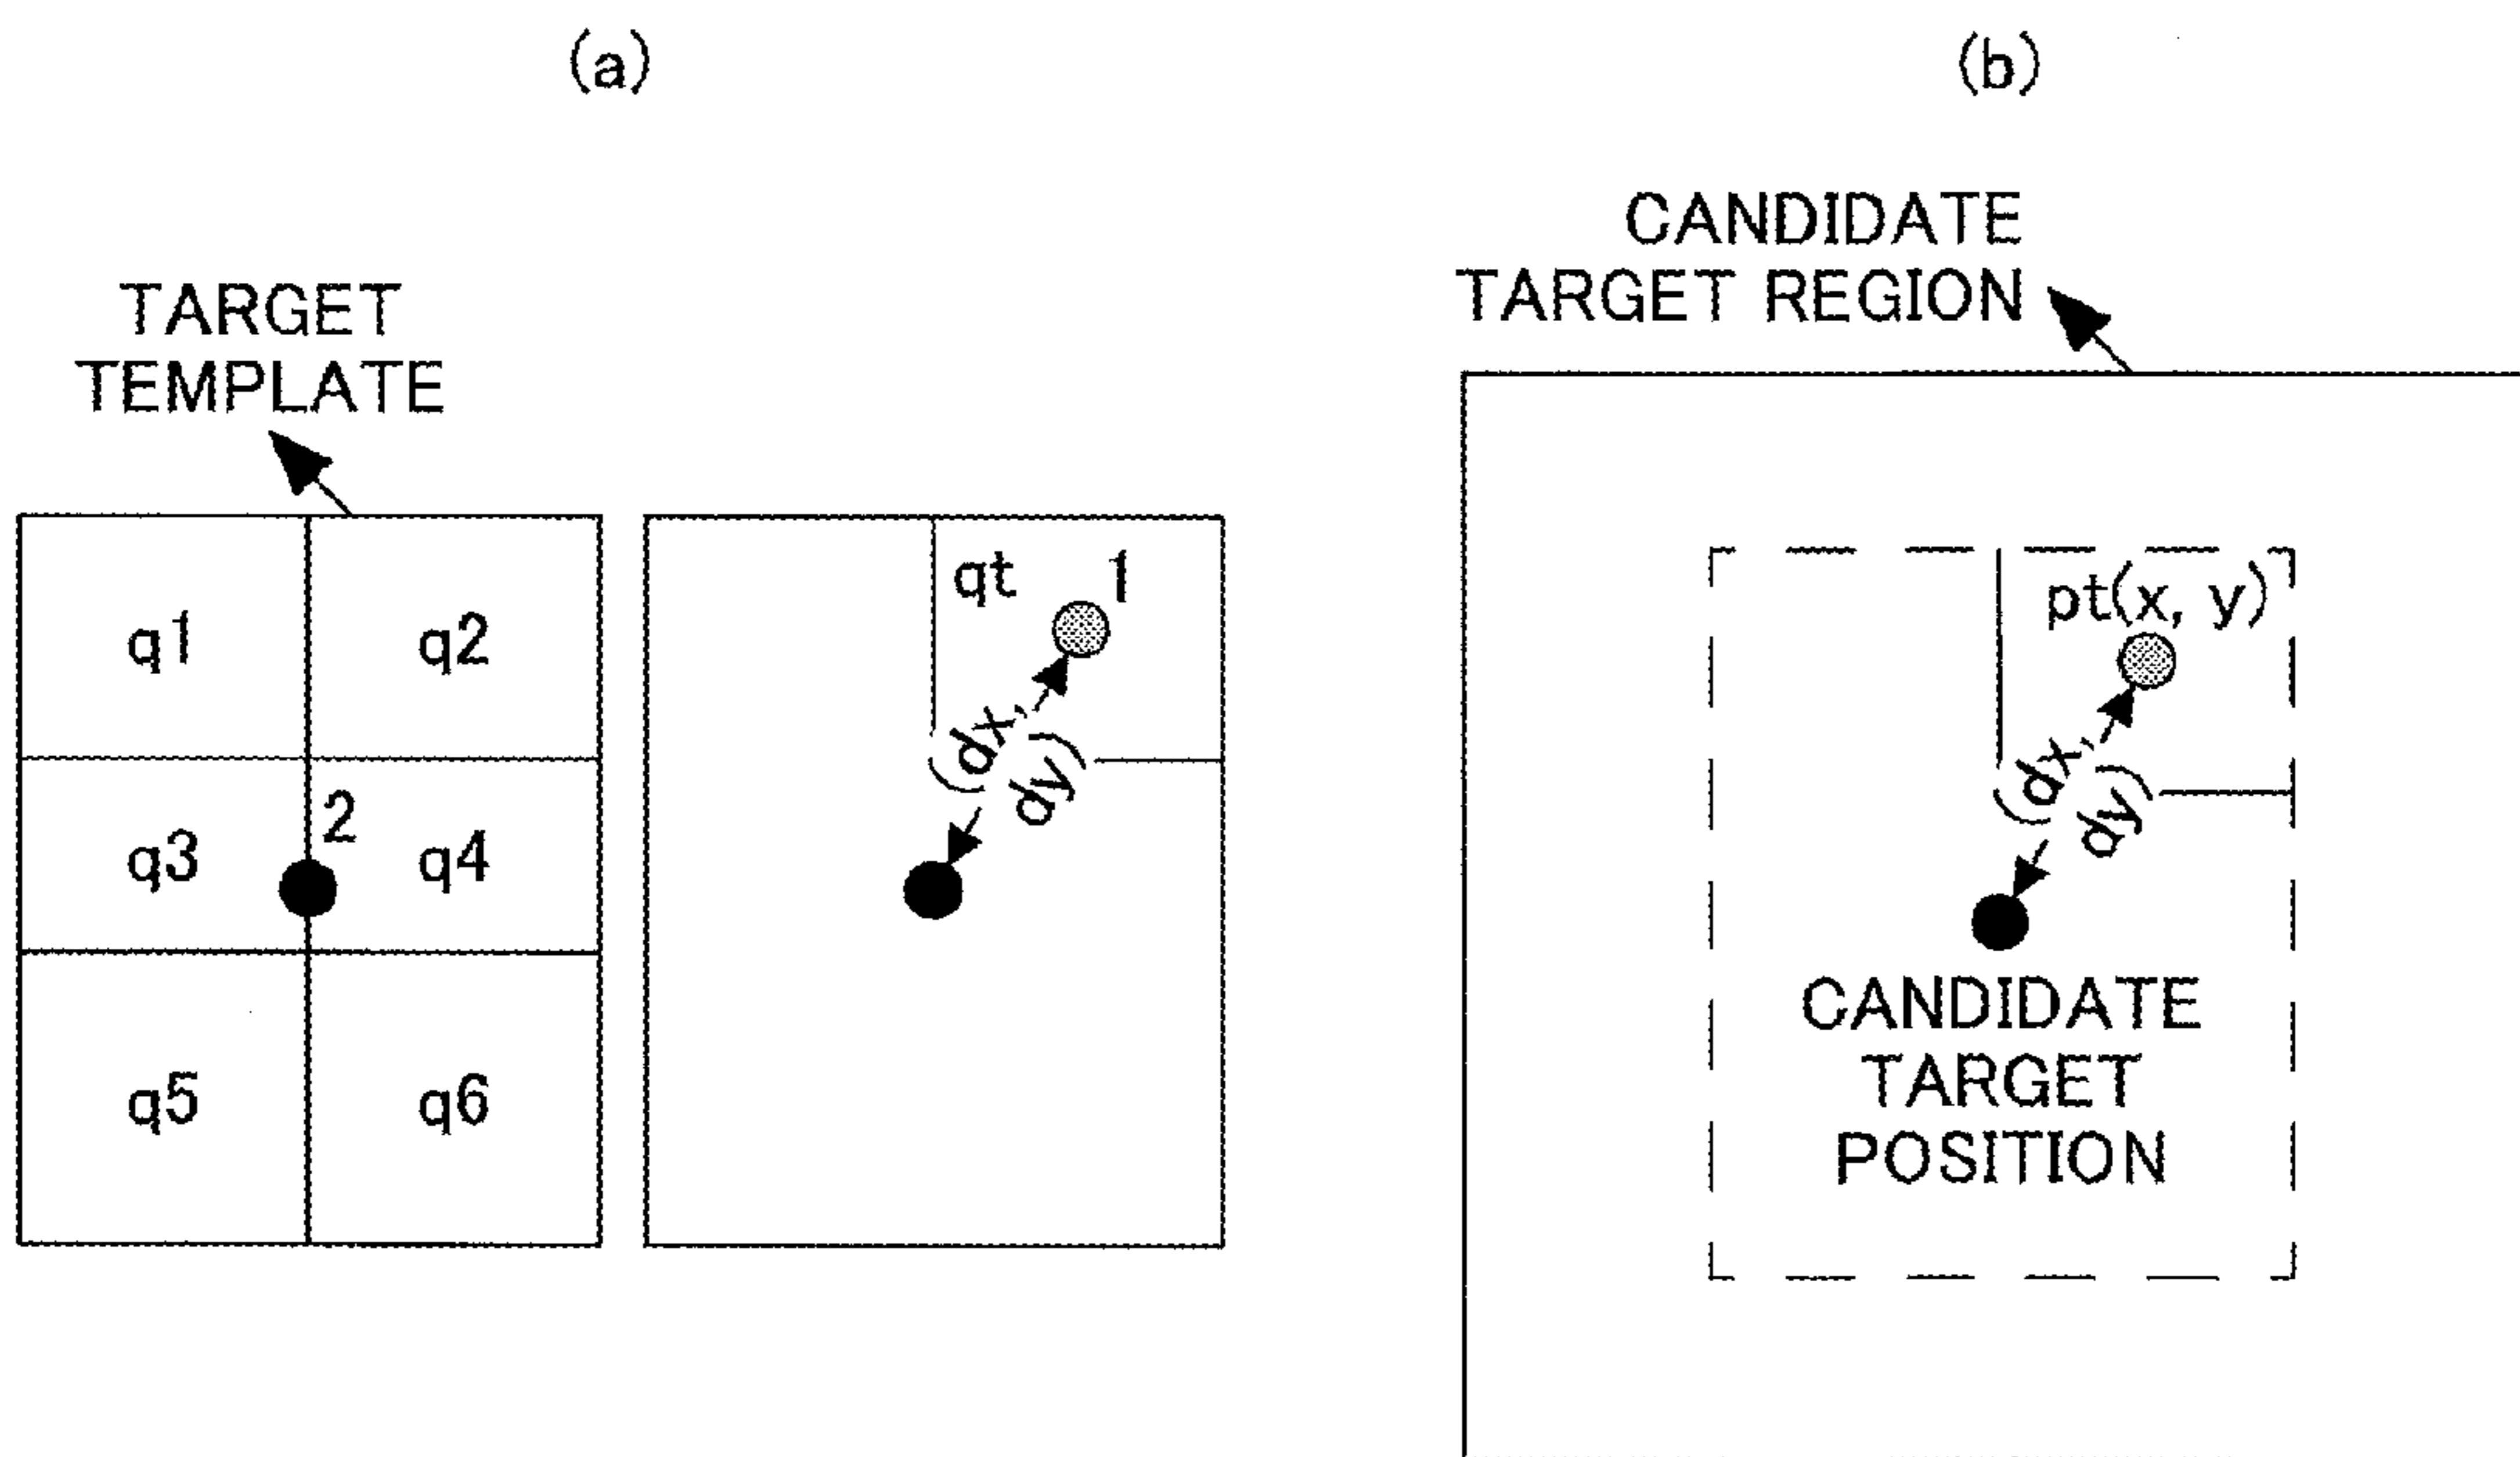 (a)
(b)
TARGET
TEMPLATE
q1
q2
q3
2
q4
q5
q6
qt
1
(dx,
dy)
CANDIDATE
TARGET REGION
pt(x, y)
(dx,
dy)
CANDIDATE
TARGET
POSITION